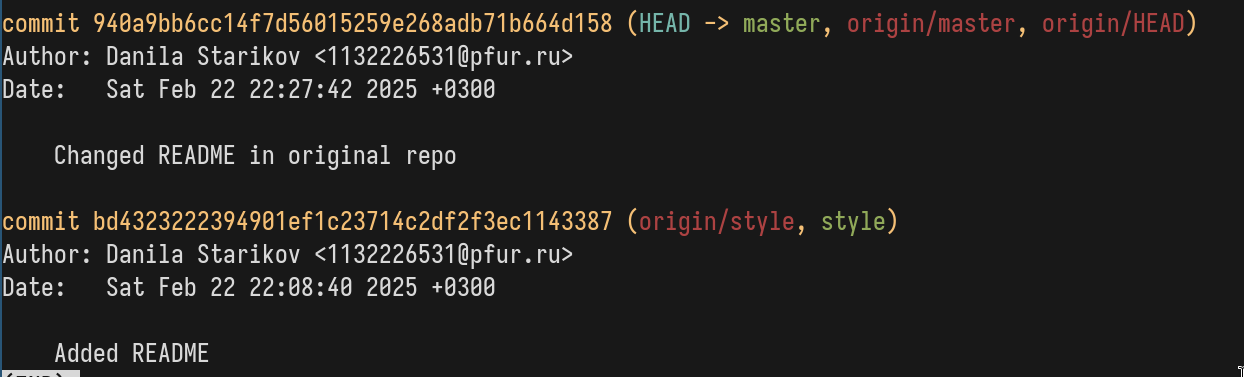 commit 940a9bb6cc14f7d56015259e268adb71b664d158 (HEAD -> master, origin/master, origin/HEAD)
Author: Danila Starikov <1132226531@pfur.ru>
Date:   Sat Feb 22 22:27:42 2025 +0300
    Changed README in original repo
commit bd4323222394901ef1c23714c2df2f3ec1143387 (origin/style, style)
Author: Danila Starikov <1132226531@pfur.ru>
Date:   Sat Feb 22 22:08:40 2025 +0300
    Added README